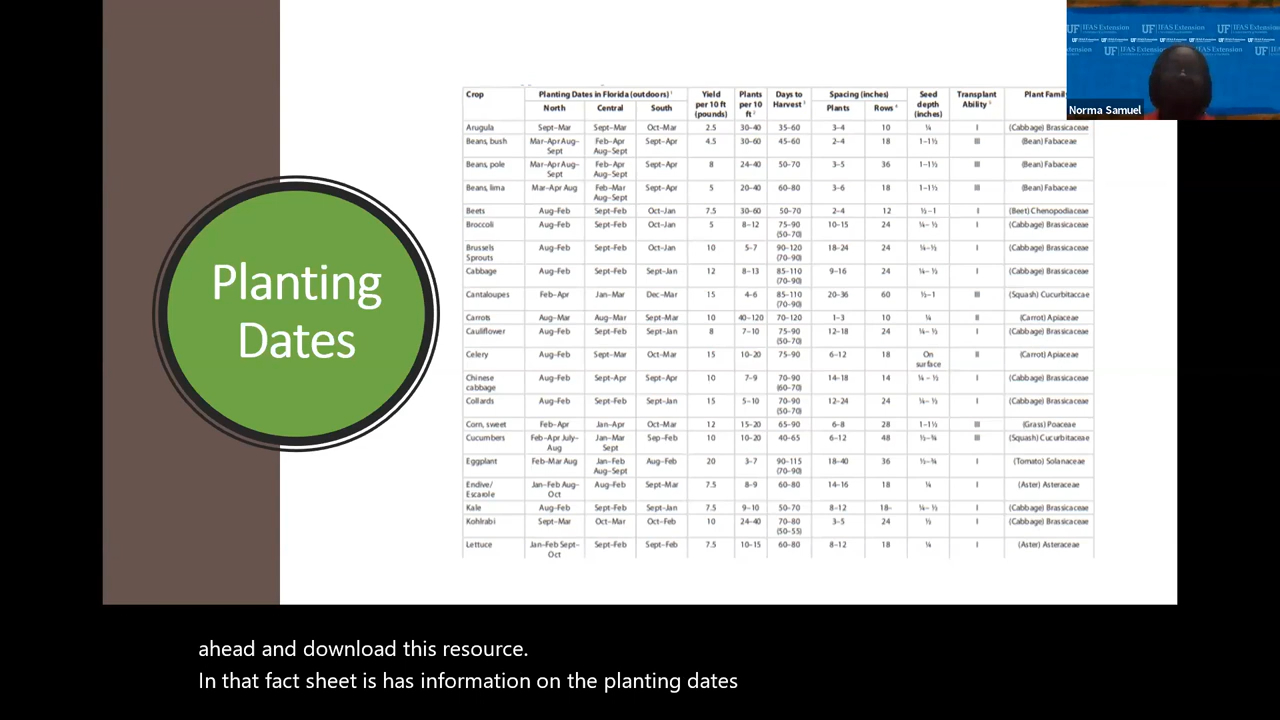 Planting
Dates
Crop Planting Dates in Florida (outdoors) ¹ Yield per 10 ft (pounds) Plants per 10 ft ² Days to Harvest ³ Spacing (inches) Seed depth (inches) Transplant Ability ⁵ Plant Family
North Central South Plants Rows ⁴
Arugula Sept–Mar Sept–Mar Oct–Mar 2.5 30–40 35–60 3–4 10 ¼ I (Cabbage) Brassicaceae
Beans, bush Mar–Apr Aug–Sept Feb–Apr Aug–Sept Sept–Apr 4.5 30–60 45–60 2–4 18 1–1½ III (Bean) Fabaceae
Beans, pole Mar–Apr Aug–Sept Feb–Apr Aug–Sept Sept–Apr 8 24–40 50–70 3–5 36 1–1½ III (Bean) Fabaceae
Beans, lima Mar–Apr Aug Feb–Mar Aug–Sept Sept–Apr 5 20–40 60–80 3–6 18 1–1½ III (Bean) Fabaceae
Beets Aug–Feb Sept–Feb Oct–Jan 7.5 30–60 50–70 2–4 12 ½–1 I (Beet) Chenopodiaceae
Broccoli Aug–Feb Sept–Feb Oct–Jan 5 8–12 75–90 (50–70) 10–15 24 ¼–½ I (Cabbage) Brassicaceae
Brussels Sprouts Aug–Feb Sept–Feb Oct–Jan 10 5–7 90–120 (70–90) 18–24 24 ¼–½ I (Cabbage) Brassicaceae
Cabbage Aug–Feb Sept–Feb Sept–Jan 12 8–13 85–110 (70–90) 9–16 24 ¼–½ I (Cabbage) Brassicaceae
Cantaloupes Feb–Apr Jan–Mar Dec–Mar 15 4–6 85–110 (70–90) 20–36 60 ½–1 III (Squash) Cucurbitaccae
Carrots Aug–Mar Aug–Mar Sept–Mar 10 40–120 70–120 1–3 10 ¼ II (Carrot) Apiaceae
Cauliflower Aug–Feb Sept–Feb Sept–Jan 8 7–10 75–90 (50–70) 12–18 24 ¼–½ I (Cabbage) Brassicaceae
Celery Aug–Feb Sept–Mar Oct–Mar 15 10–20 75–90 6–12 18 On surface II (Carrot) Apiaceae
Chinese cabbage Aug–Feb Sept–Apr Sept–Apr 10 7–9 70–90 (60–70) 14–18 14 ¼–½ I (Cabbage) Brassicaceae
Collards Aug–Feb Sept–Feb Sept–Jan 15 5–10 70–90 (50–70) 12–24 24 ¼–½ I (Cabbage) Brassicaceae
Corn, sweet Feb–Apr Jan–Apr Oct–Mar 12 15–20 65–90 6–8 28 1–1½ III (Grass) Poaceae
Cucumbers Feb–Apr July–Aug Jan–Mar Sept Sep–Feb 10 10–20 40–65 6–12 48 ½–¾ III (Squash) Cucurbitaceae
Eggplant Feb–Mar Aug Jan–Feb Aug–Sept Aug–Feb 20 3–7 90–115 (70–90) 18–40 36 ½–¾ I (Tomato) Solanaceae
Endive/ Escarole Jan–Feb Aug–Oct Aug–Feb Sept–Mar 7.5 8–9 60–80 14–16 18 ¼ I (Aster) Asteraceae
Kale Aug–Feb Sept–Feb Sept–Jan 7.5 9–10 50–70 8–12 18– ¼–½ I (Cabbage) Brassicaceae
Kohlrabi Sept–Mar Oct–Mar Oct–Feb 10 24–40 70–80 (50–55) 3–5 24 ½ I (Cabbage) Brassicaceae
Lettuce Jan–Feb Sept–Oct Sept–Feb Sept–Feb 7.5 10–15 60–80 8–12 18 ¼ I (Aster) Asteraceae
UF IFAS Extension UF IFAS Extension UF IFAS Extension
Norma Samuel
ahead and download this resource.
In that fact sheet is has information on the planting dates